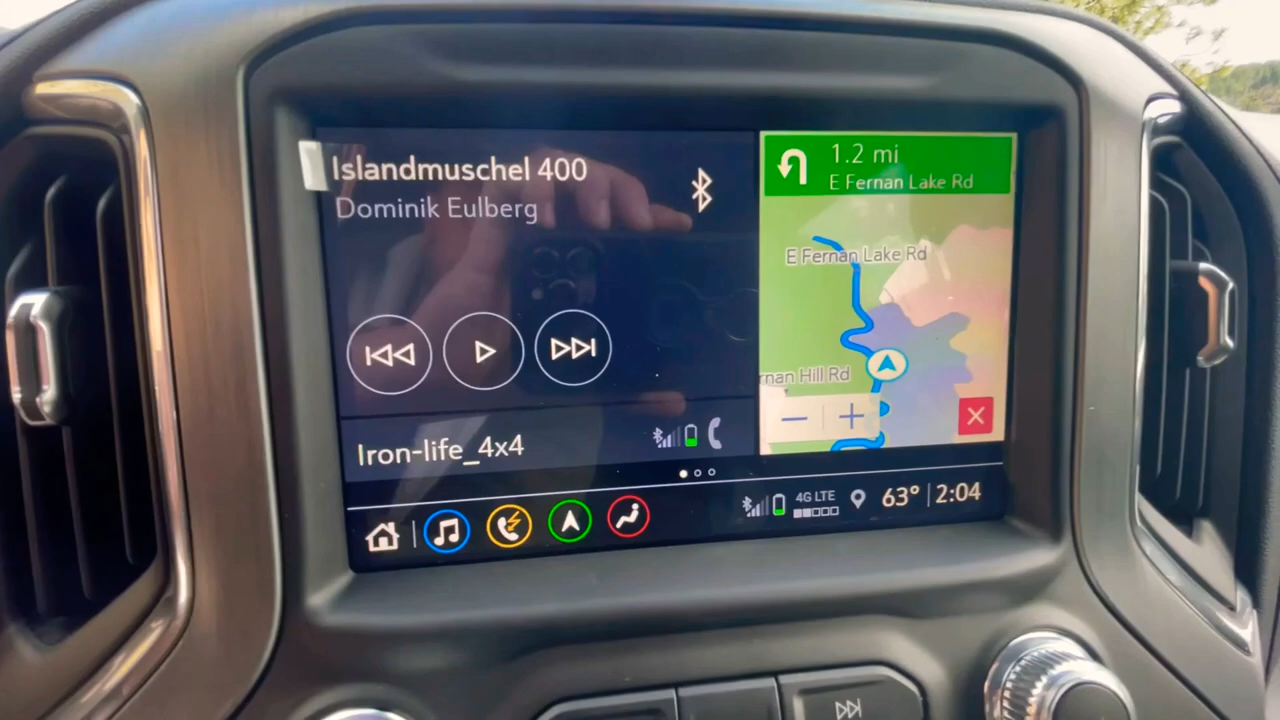 Islandmuschel 400
Dominik Eulberg
1.2 mi
E Fernan Lake Rd
E Fernan Lake Rd
rnan Hill Rd
Iron-life_4x4
4G LTE
63° 2:04